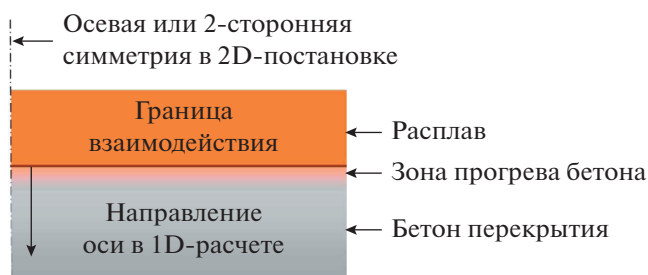 Осевая или 2-сторонняя
симметрия в 2D-постановке
Граница
взаимодействия
Расплав
Зона прогрева бетона
Направление
оси в 1D-расчете
Бетон перекрытия